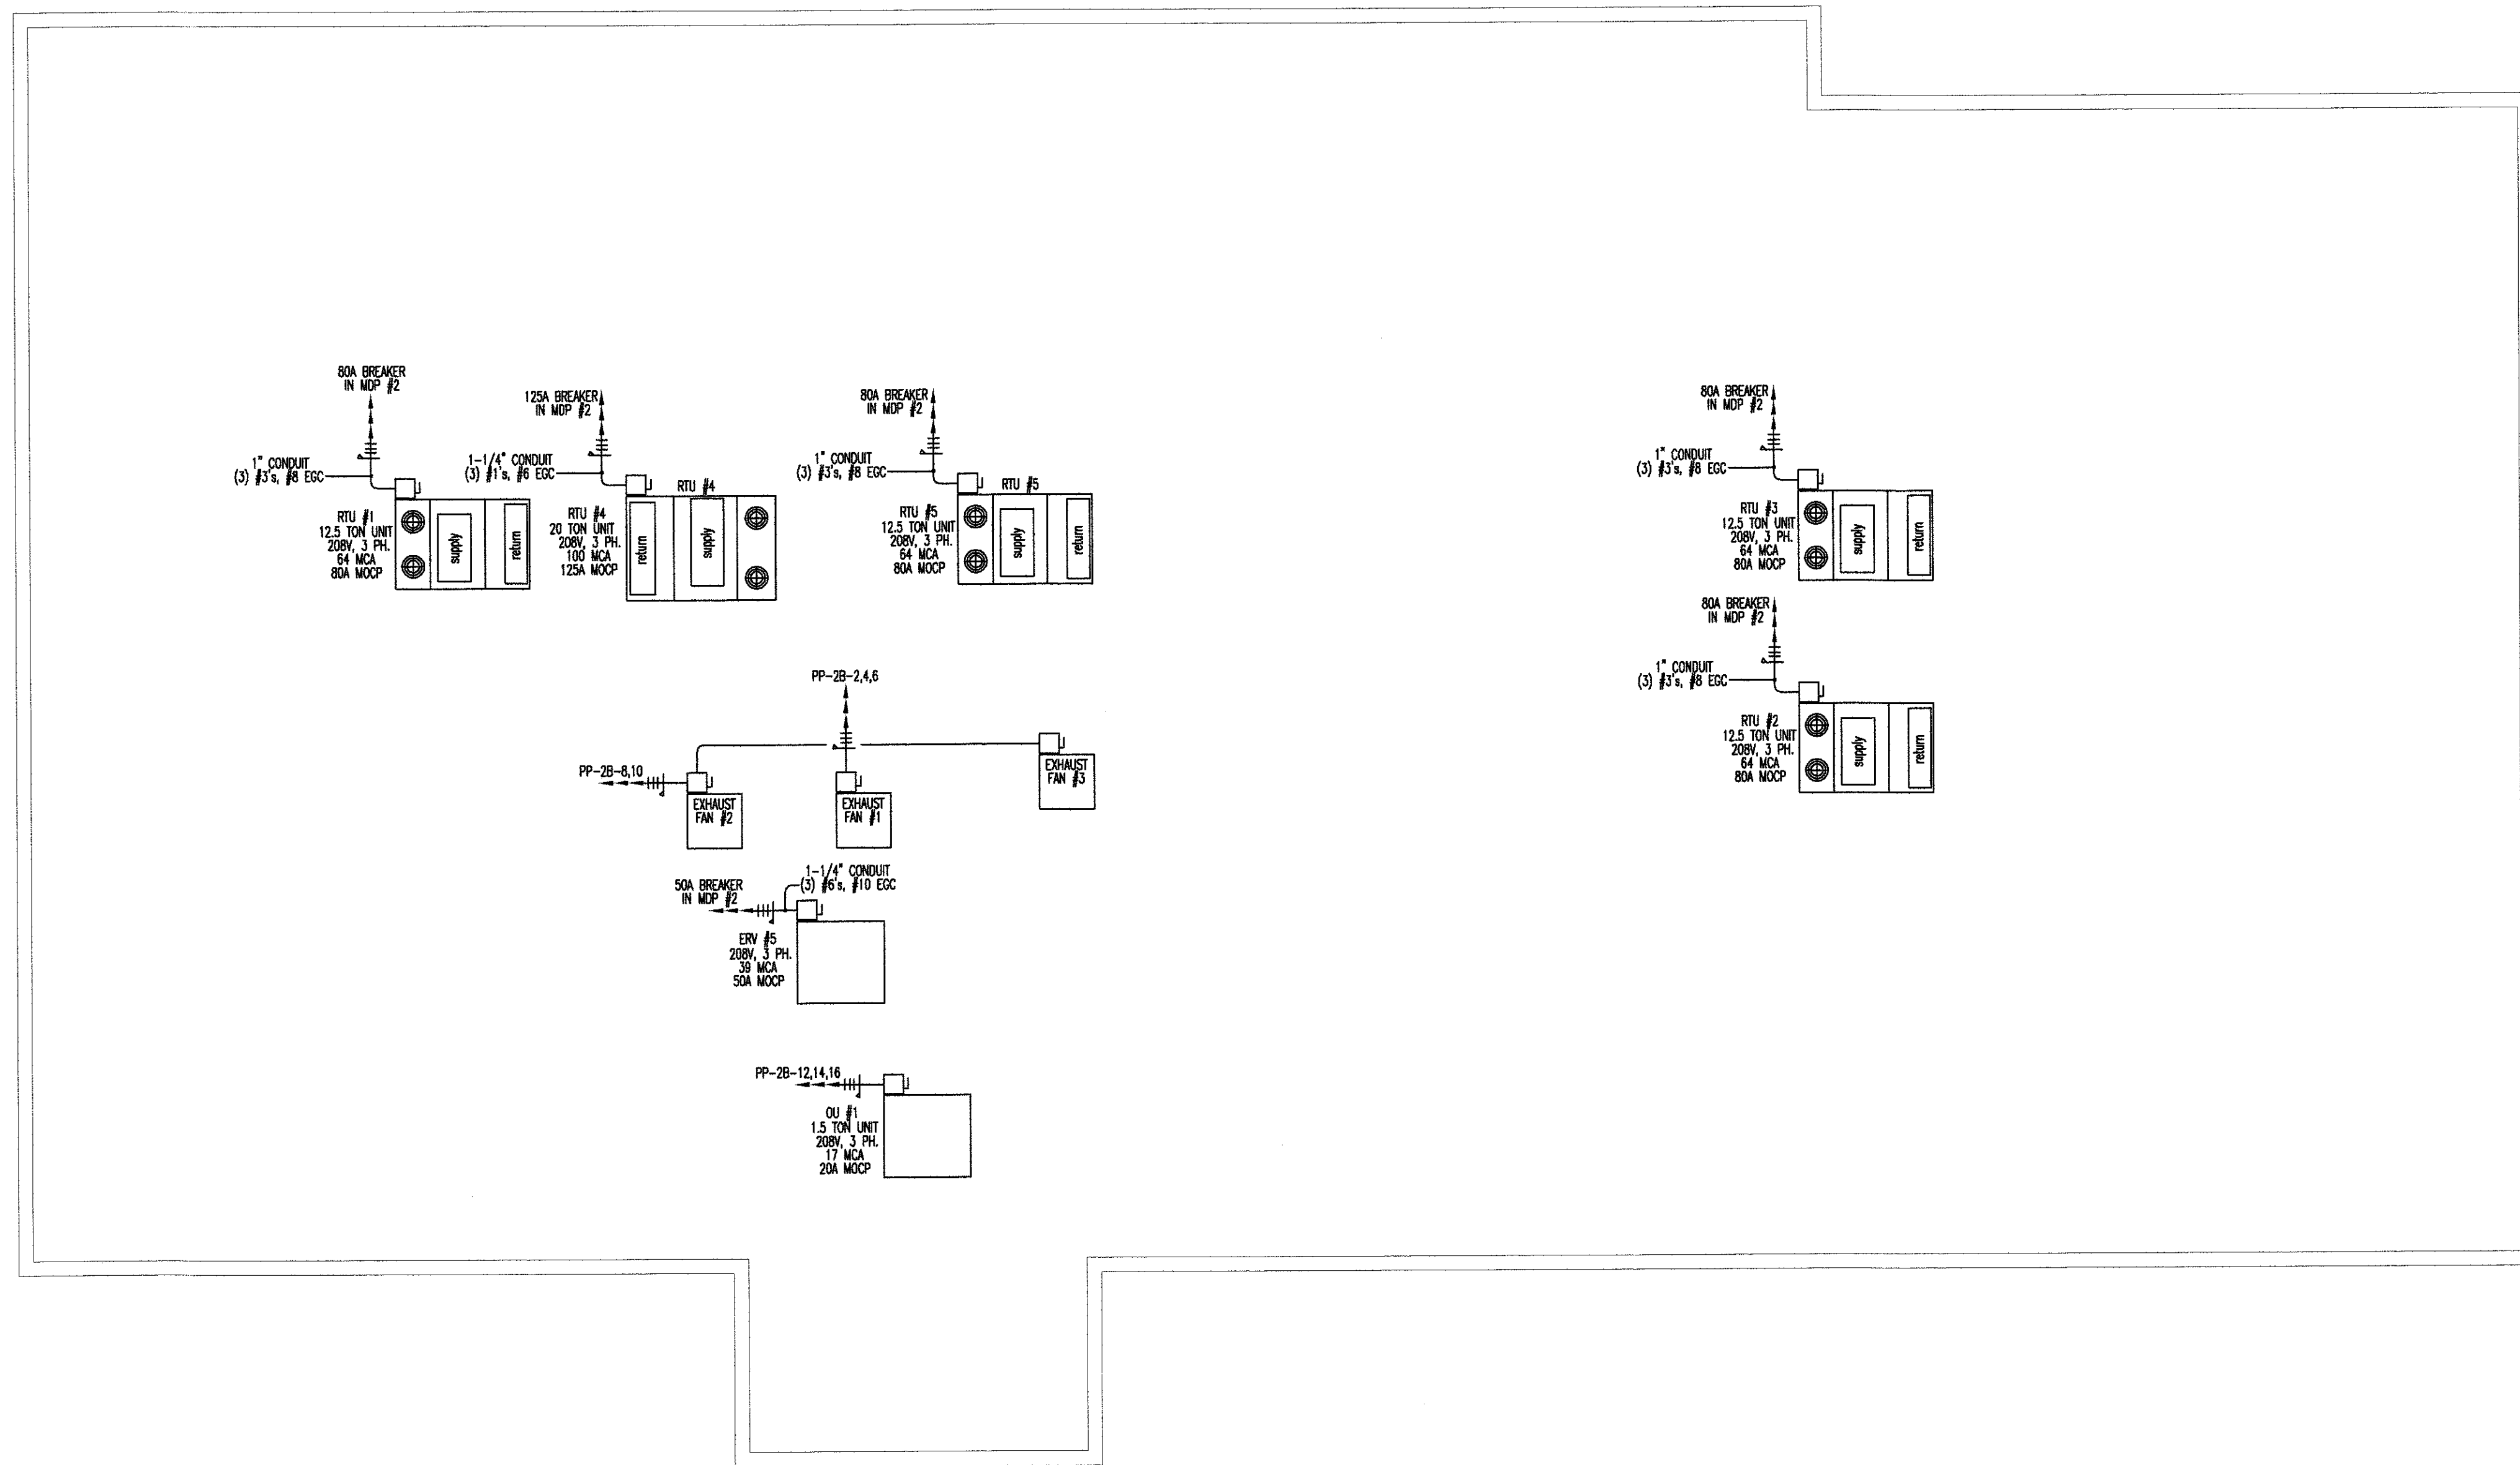 80A BREAKER
IN MDP #2
1" CONDUIT
(3) #3's, #8 EGC
RTU #1
12.5 TON UNIT
208V, 3 PH.
64 MCA
80A MOCP
supply
return
125A BREAKER
IN MDP #2
1-1/4" CONDUIT
(3) #1's, #6 EGC
RTU #4
RTU #4
20 TON UNIT
208V, 3 PH.
100 MCA
125A MOCP
return
supply
80A BREAKER
IN MDP #2
1" CONDUIT
(3) #3's, #8 EGC
RTU #5
RTU #5
12.5 TON UNIT
208V, 3 PH.
64 MCA
80A MOCP
supply
return
80A BREAKER
IN MDP #2
1" CONDUIT
(3) #3's, #8 EGC
RTU #3
12.5 TON UNIT
208V, 3 PH.
64 MCA
80A MOCP
supply
return
80A BREAKER
IN MDP #2
1" CONDUIT
(3) #3's, #8 EGC
RTU #2
12.5 TON UNIT
208V, 3 PH.
64 MCA
80A MOCP
supply
return
PP-2B-2,4,6
PP-2B-8,10
EXHAUST
FAN #2
EXHAUST
FAN #1
EXHAUST
FAN #3
1-1/4" CONDUIT
(3) #6's, #10 EGC
50A BREAKER
IN MDP #2
ERV #5
208V, 3 PH.
39 MCA
50A MOCP
PP-2B-12,14,16
OU #1
1.5 TON UNIT
208V, 3 PH.
17 MCA
20A MOCP